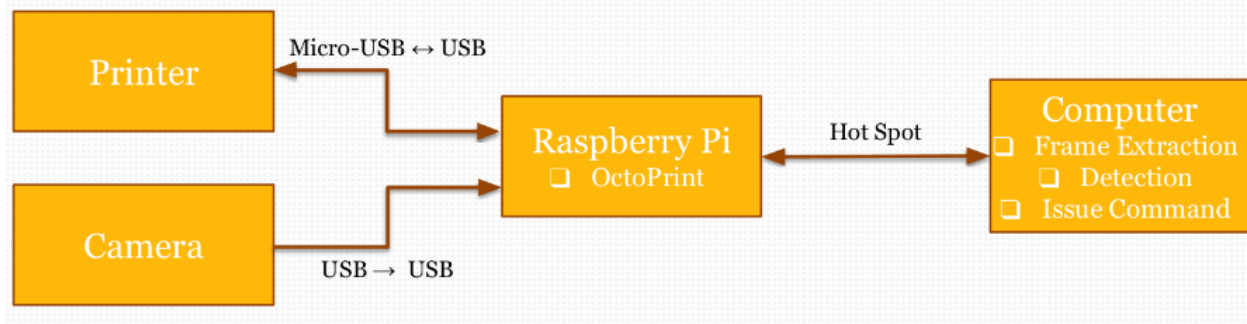 Printer
Micro-USB ↔ USB
Camera
USB → USB
Raspberry Pi
❑ OctoPrint
Hot Spot
Computer
❑ Frame Extraction
❑ Detection
❑ Issue Command